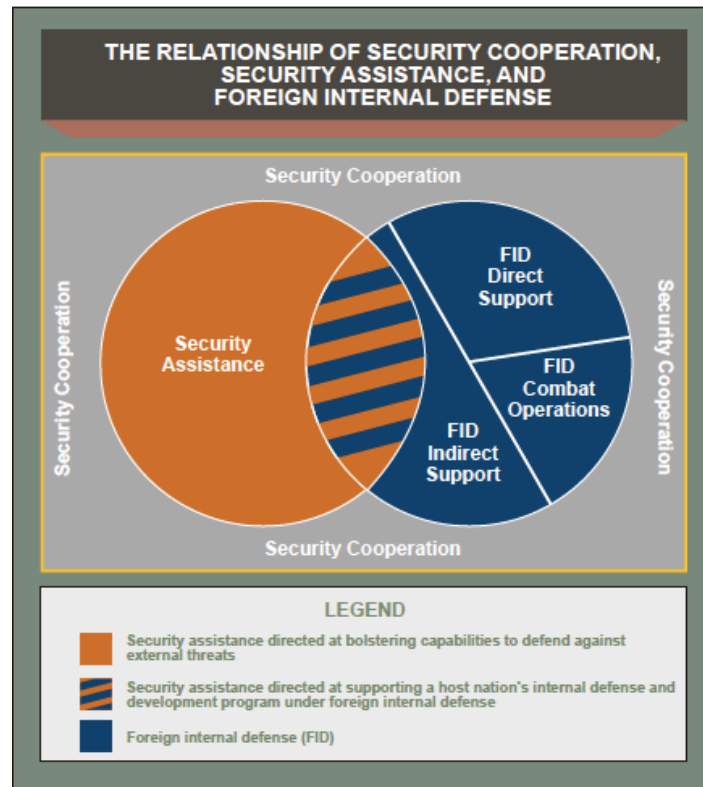 THE RELATIONSHIP OF SECURITY COOPERATION,
SECURITY ASSISTANCE, AND
FOREIGN INTERNAL DEFENSE
Security Cooperation
Security Cooperation
Security
Assistance
FID
Direct
Support
FID
Combat
Operations
FID
Indirect
Support
Security Cooperation
Security Cooperation
LEGEND
Security assistance directed at bolstering capabilities to defend against
external threats
Security assistance directed at supporting a host nation's internal defense and
development program under foreign internal defense
Foreign internal defense (FID)